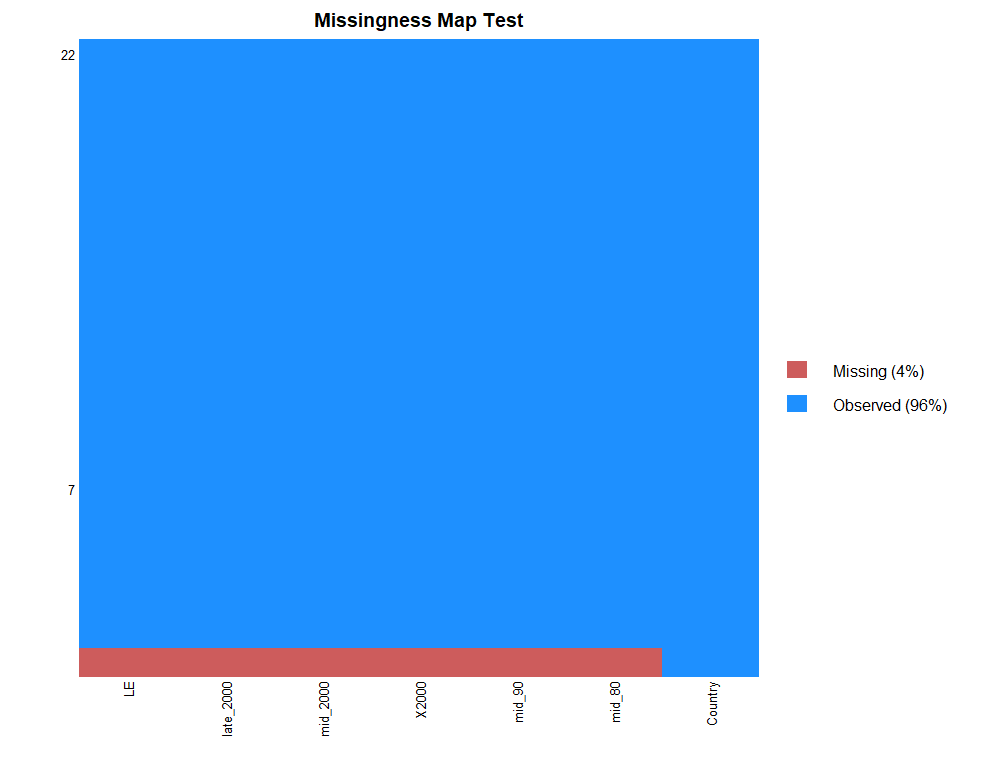 Missingness Map Test
22
7
Missing (4%)
Observed (96%)
LE
late_2000
mid_2000
X2000
mid_90
mid_80
Country